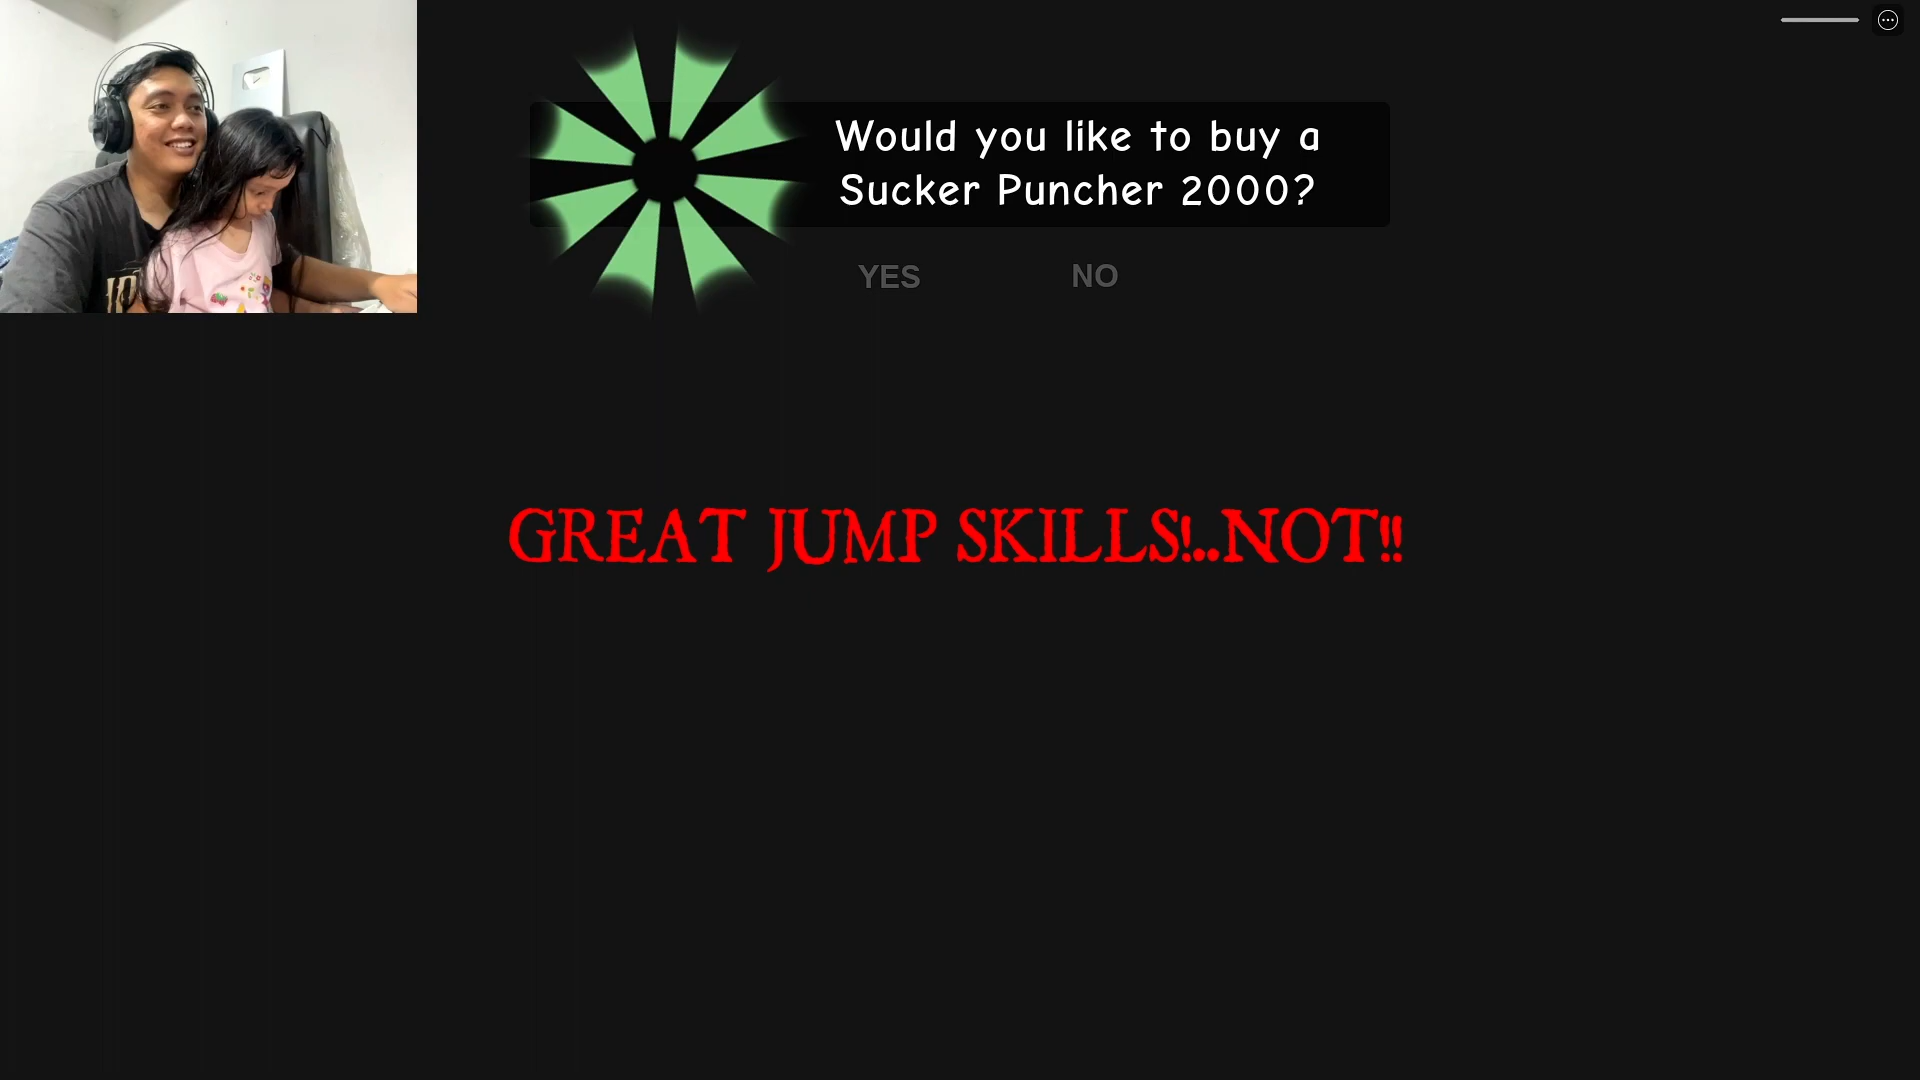 Would you like to buy a
Sucker Puncher 2000?
YES NO
GREAT JUMP SKILLS!..NOT!!